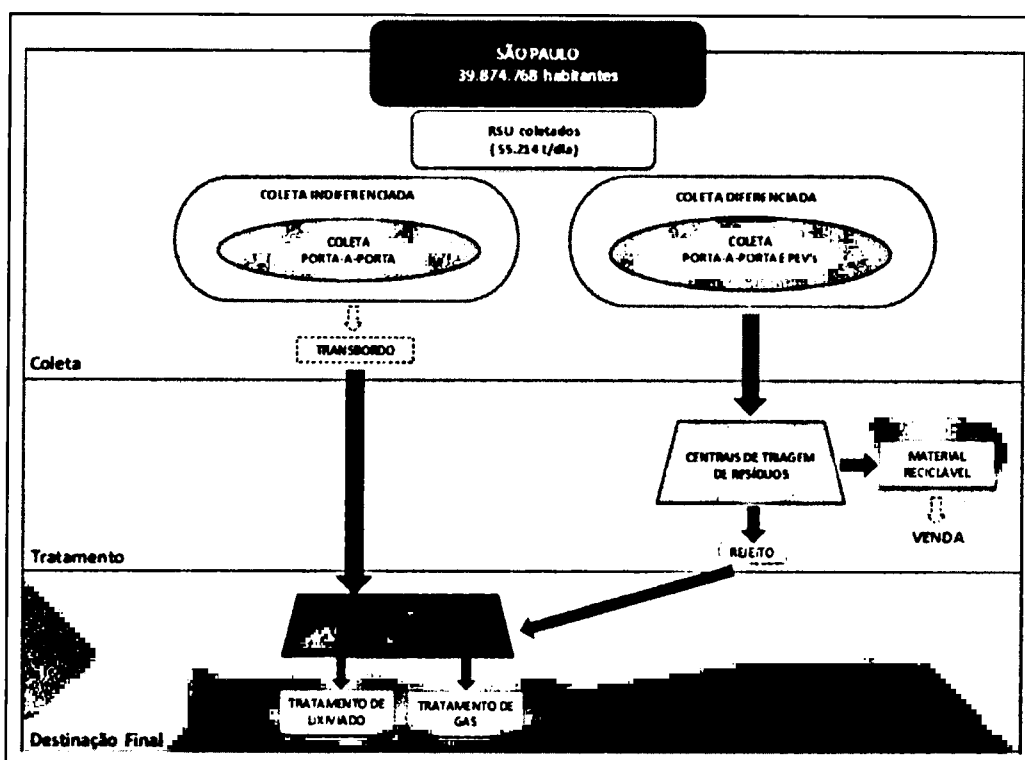 SÃO PAULO
39.874.768 habitantes
RSU coletados
(55.214 t/dia)
COLETA INDIFERENCIADA
COLETA
PORTA-A-PORTA
COLETA DIFERENCIADA
COLETA
PORTA-A-PORTA E PEV's
TRANSBORDO
Coleta
CENTRAIS DE TRIAGEM
DE RESÍDUOS
MATERIAL
RECICLÁVEL
VENDA
REJEITO
Tratamento
TRATAMENTO DE
LIXIVIADO
TRATAMENTO DE
GAS
Destinação Final